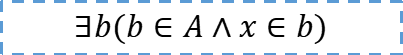 ∃𝑏(𝑏 ∈ 𝐴 ∧ 𝑥 ∈ 𝑏)